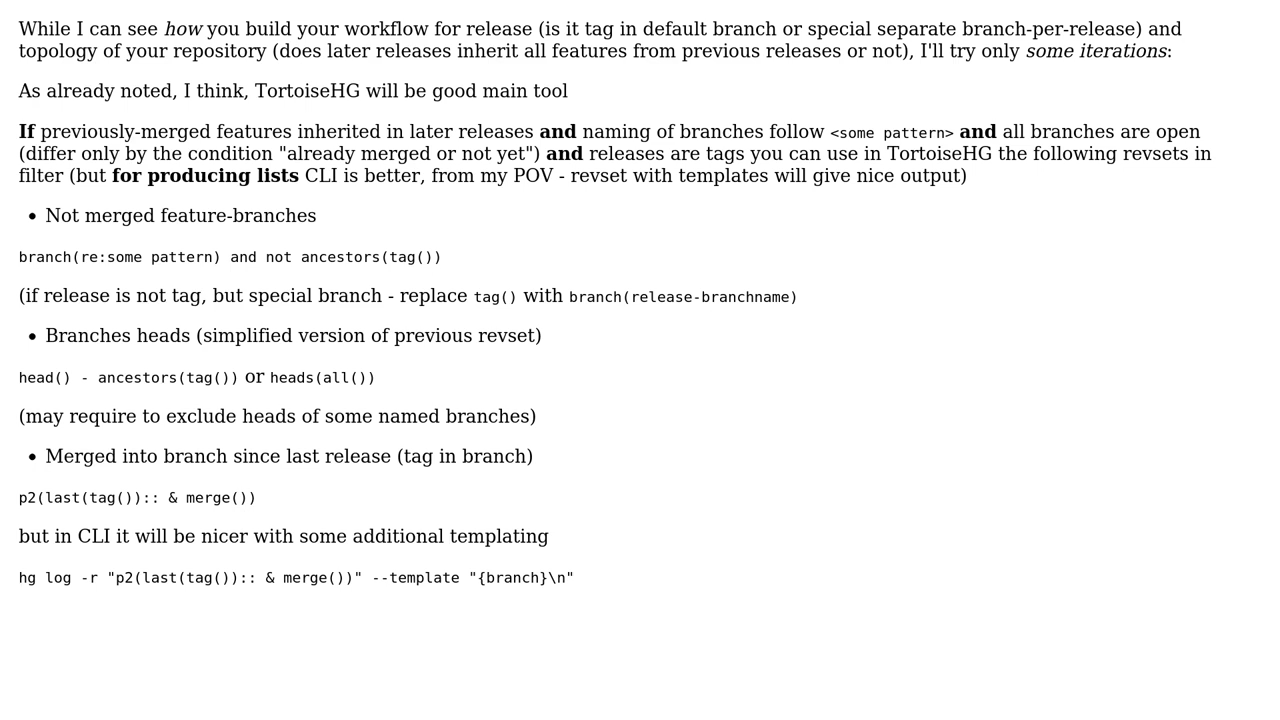 While I can see how you build your workflow for release (is it tag in default branch or special separate branch-per-release) and
topology of your repository (does later releases inherit all features from previous releases or not), I'll try only some iterations:
As already noted, I think, TortoiseHG will be good main tool
If previously-merged features inherited in later releases and naming of branches follow <some pattern> and all branches are open
(differ only by the condition "already merged or not yet") and releases are tags you can use in TortoiseHG the following revsets in
filter (but for producing lists CLI is better, from my POV - revset with templates will give nice output)
• Not merged feature-branches
branch(re:some pattern) and not ancestors(tag())
(if release is not tag, but special branch - replace tag() with branch(release-branchname)
• Branches heads (simplified version of previous revset)
head() - ancestors(tag()) or heads(all())
(may require to exclude heads of some named branches)
• Merged into branch since last release (tag in branch)
p2(last(tag()):: & merge())
but in CLI it will be nicer with some additional templating
hg log -r "p2(last(tag()):: & merge())" --template "{branch}\n"